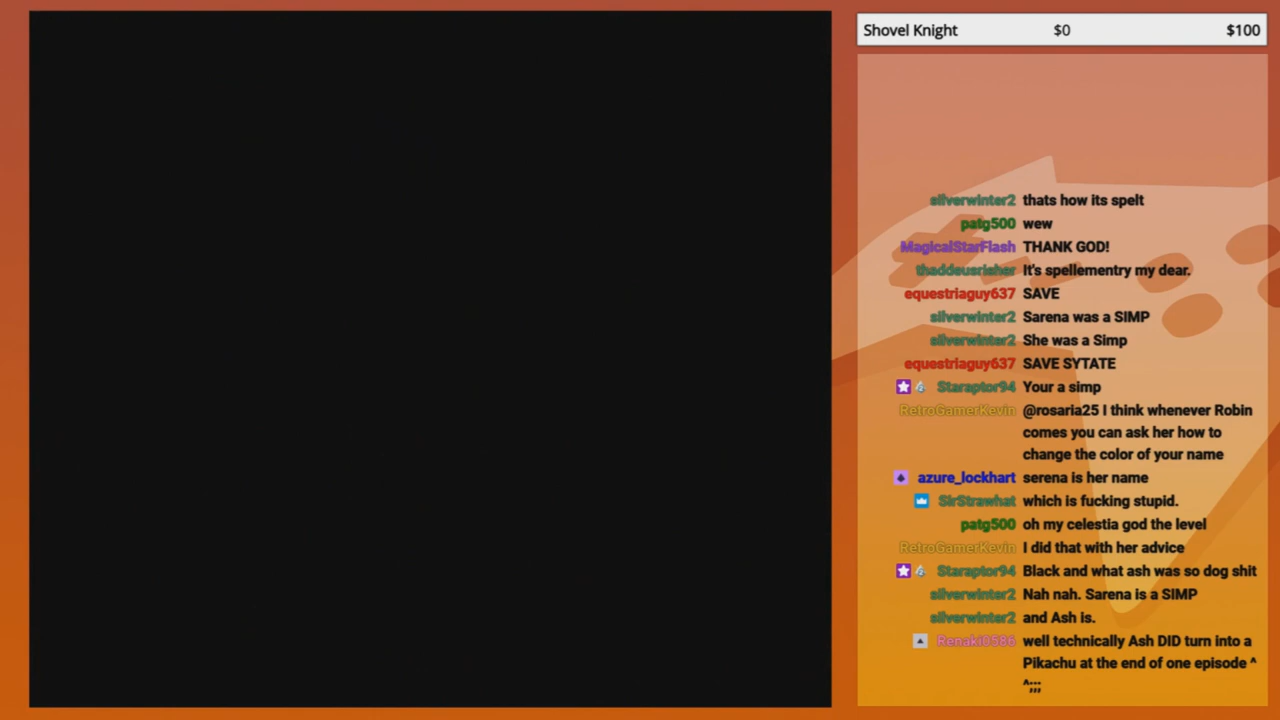 Shovel Knight $0 $100
silverwinter2 thats how its spelt
patg500 wew
MagicalStarFlash THANK GOD!
thaddeusrisher It's spellementry my dear.
equestriaguy637 SAVE
silverwinter2 Sarena was a SIMP
silverwinter2 She was a Simp
equestriaguy637 SAVE SYTATE
Staraptor94 Your a simp
RetroGamerKevin @rosaria25 I think whenever Robin
comes you can ask her how to
change the color of your name
azure_lockhart serena is her name
SirStrawhat which is fucking stupid.
patg500 oh my celestia god the level
RetroGamerKevin I did that with her advice
Staraptor94 Black and what ash was so dog shit
silverwinter2 Nah nah. Sarena is a SIMP
silverwinter2 and Ash is.
Renaki0586 well technically Ash DID turn into a
Pikachu at the end of one episode ^
^;;;